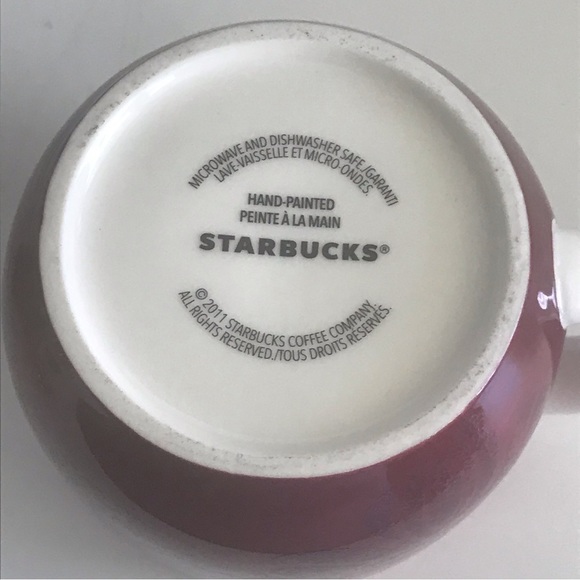 MICROWAVE AND DISHWASHER SAFE./GARANTI
LAVE-VAISSELLE ET MICRO-ONDES.
HAND-PAINTED
PEINTE À LA MAIN
STARBUCKS®
© 2011 STARBUCKS COFFEE COMPANY.
ALL RIGHTS RESERVED./TOUS DROITS RÉSERVÉS.